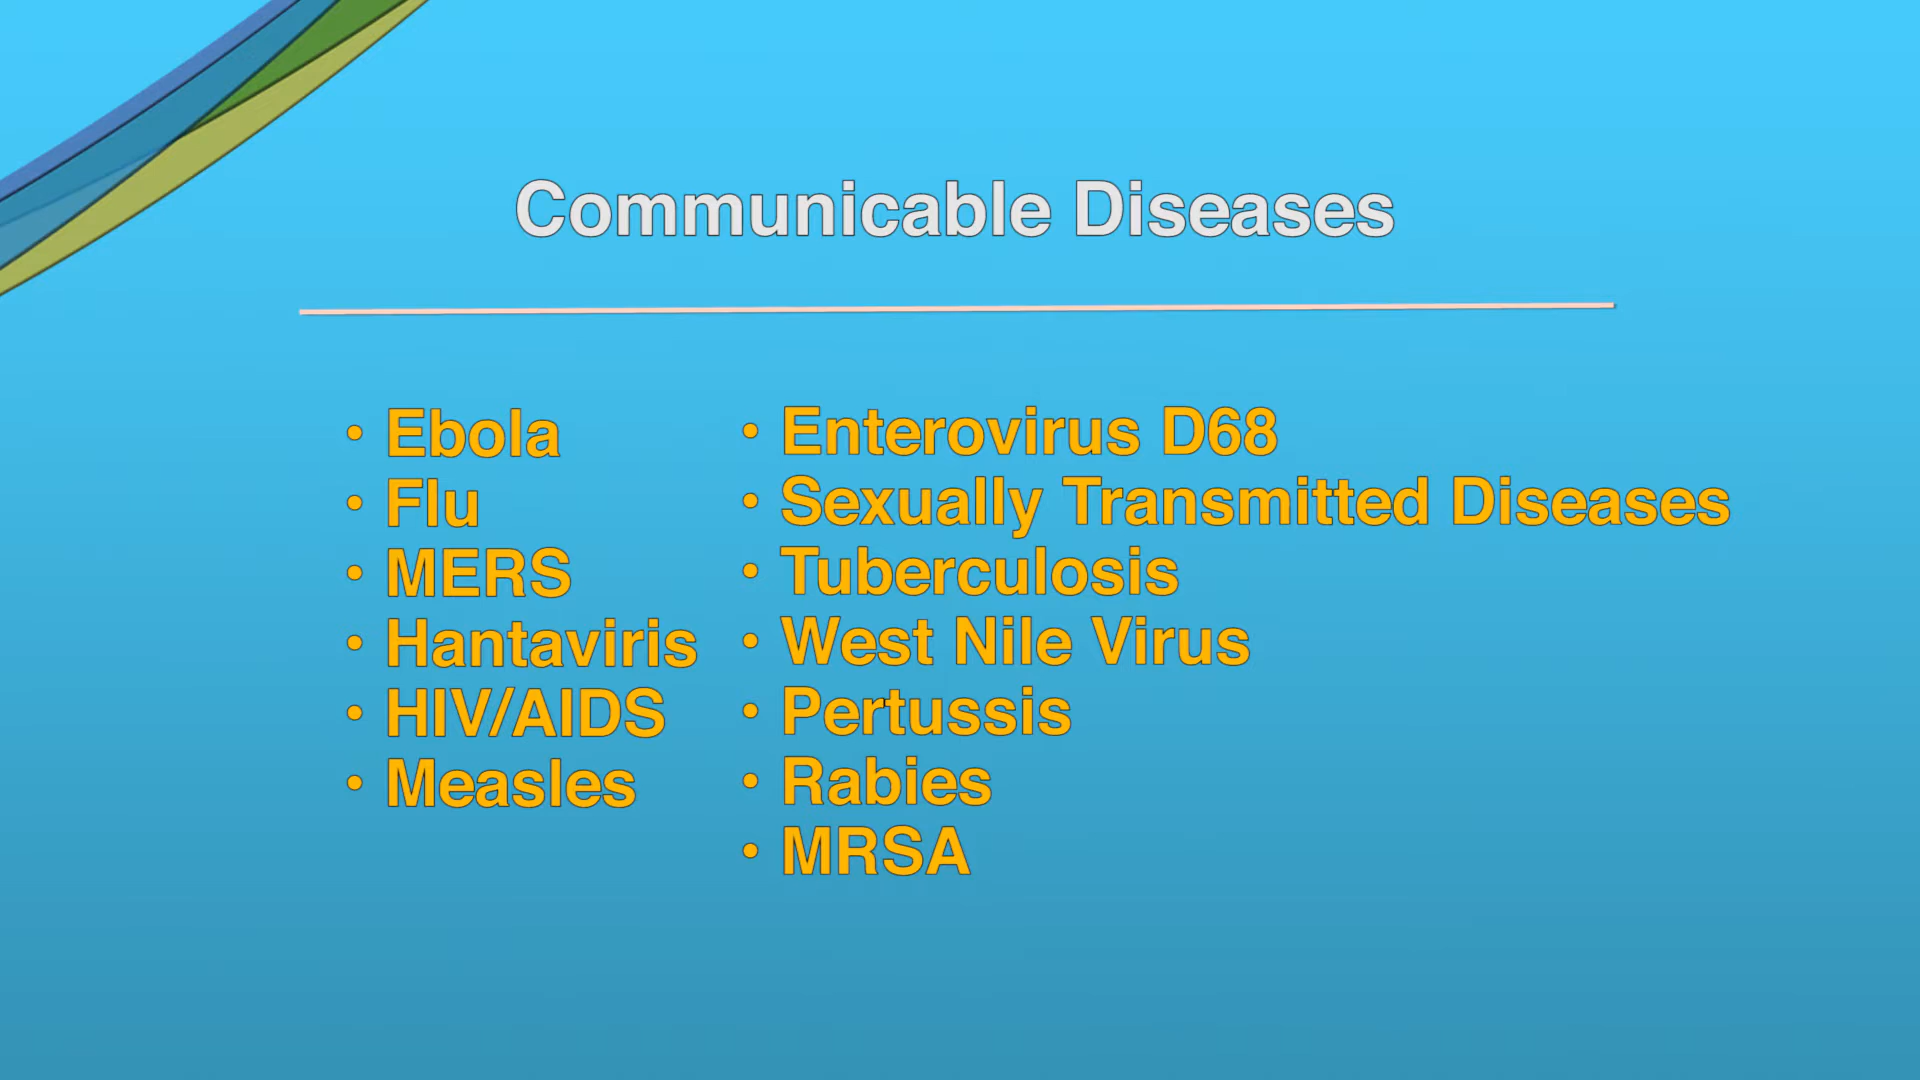 Communicable Diseases
• Ebola
• Flu
• MERS
• Hantaviris
• HIV/AIDS
• Measles
• Enterovirus D68
• Sexually Transmitted Diseases
• Tuberculosis
• West Nile Virus
• Pertussis
• Rabies
• MRSA